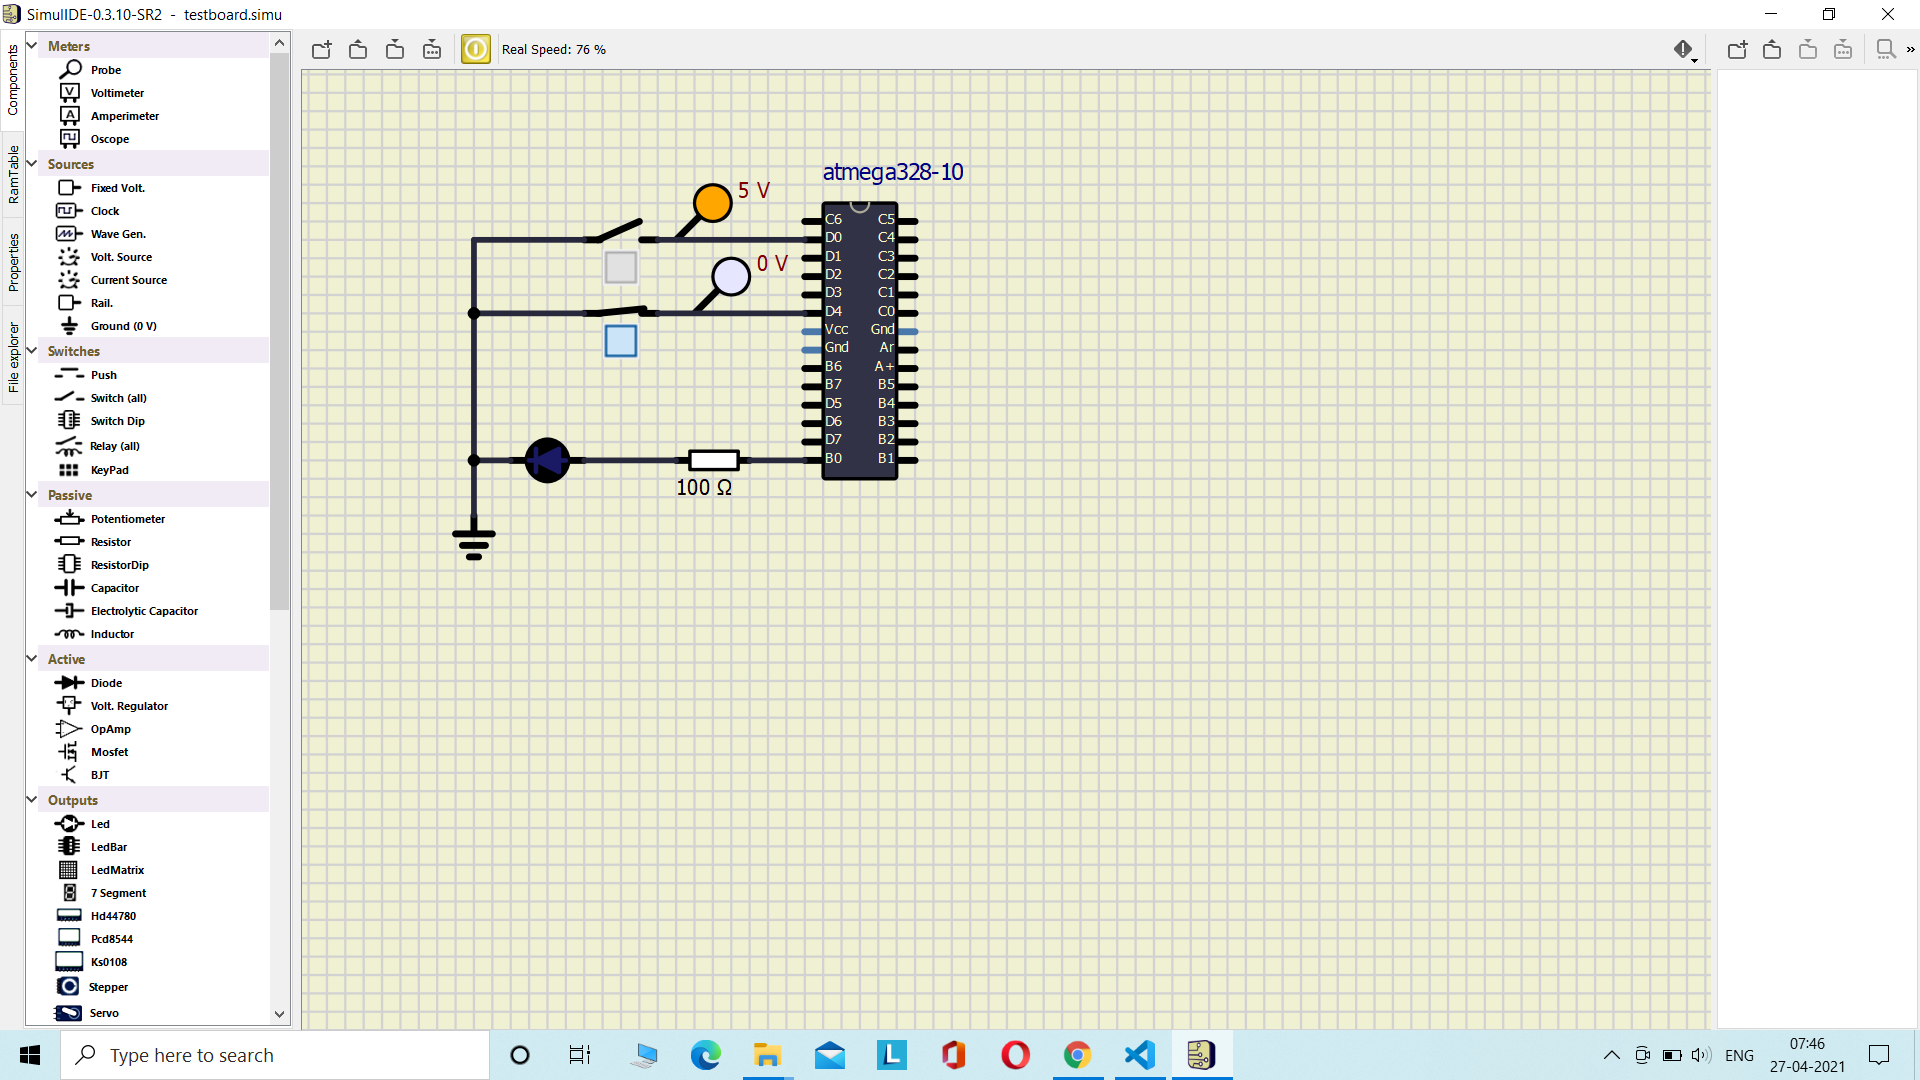 SimulIDE-0.3.10-SR2 - testboard.simu
Components
RamTable
Properties
File explorer
Meters
Probe
Voltimeter
Amperimeter
Oscope
Sources
Fixed Volt.
Clock
Wave Gen.
Volt. Source
Current Source
Rail.
Ground (0 V)
Switches
Push
Switch (all)
Switch Dip
Relay (all)
KeyPad
Passive
Potentiometer
Resistor
ResistorDip
Capacitor
Electrolytic Capacitor
Inductor
Active
Diode
Volt. Regulator
OpAmp
Mosfet
BJT
Outputs
Led
LedBar
LedMatrix
7 Segment
Hd44780
Pcd8544
Ks0108
Stepper
Servo
Real Speed: 76 %
»
atmega328-10
5 V
0 V
100 Ω
C6 C5
D0 C4
D1 C3
D2 C2
D3 C1
D4 C0
Vcc Gnd
Gnd Ar
B6 A+
B7 B5
D5 B4
D6 B3
D7 B2
B0 B1
Type here to search
L
ENG
07:46
27-04-2021